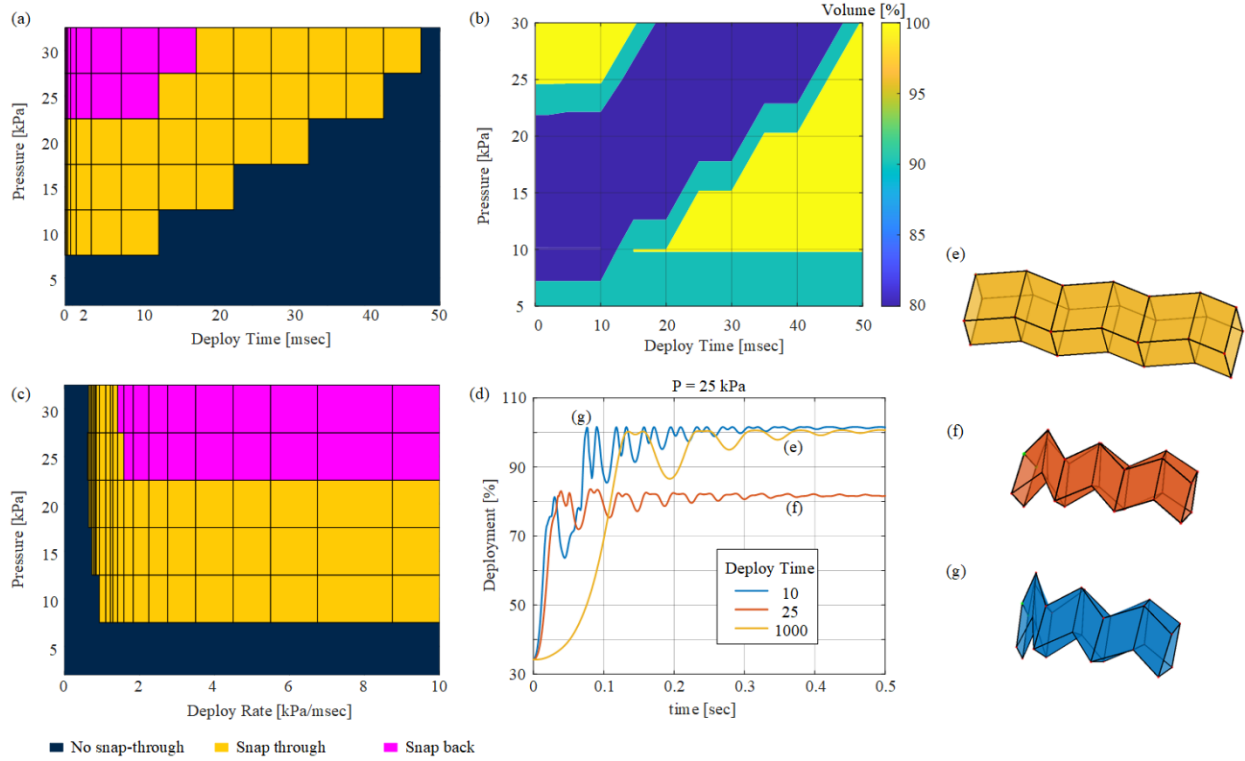 (a)
Pressure [kPa]
30
25
20
15
10
5
0 2 10 20 30 40 50
Deploy Time [msec]
(b)
Volume [%]
Pressure [kPa]
30
25
20
15
10
5
0 10 20 30 40 50
Deploy Time [msec]
100
95
90
85
80
(c)
Pressure [kPa]
30
25
20
15
10
5
0 2 4 6 8 10
Deploy Rate [kPa/msec]
(d)
P = 25 kPa
Deployment [%]
110
90
70
50
30
(g)
(e)
(f)
Deploy Time
10
25
1000
0 0.1 0.2 0.3 0.4 0.5
time [sec]
(e)
(f)
(g)
No snap-through Snap through Snap back